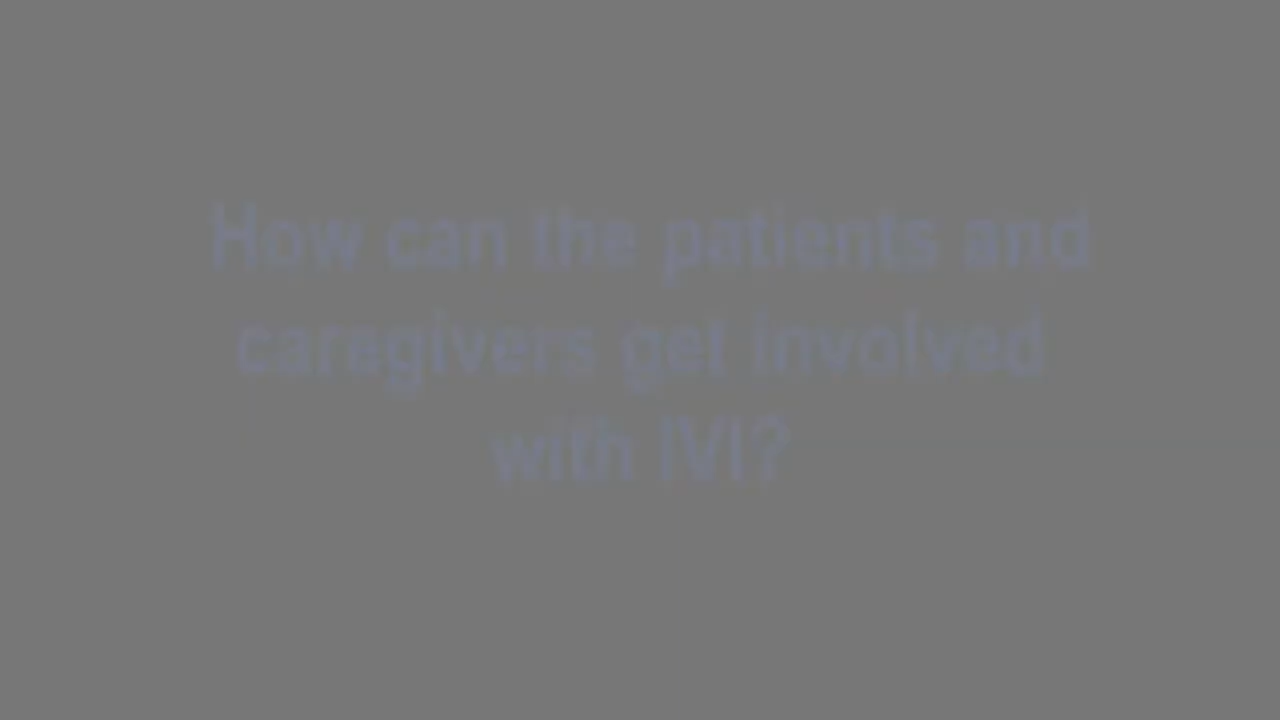 How can the patients and
caregivers get involved
with IVI?